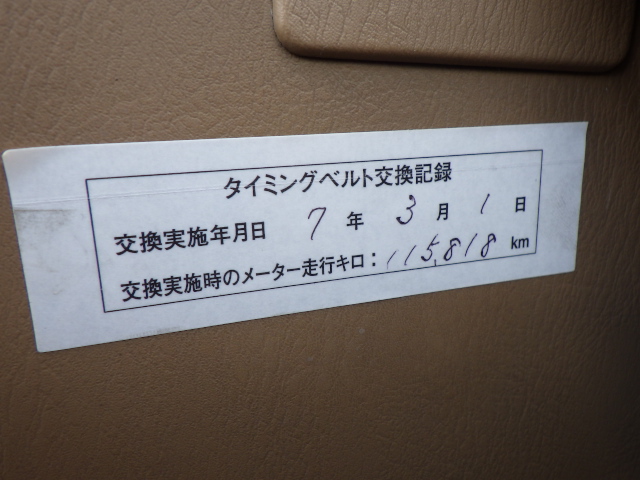 タイミングベルト交換記録
交換実施年月日 7 年 3 月 1 日
交換実施時のメーター走行キロ：115,818 km